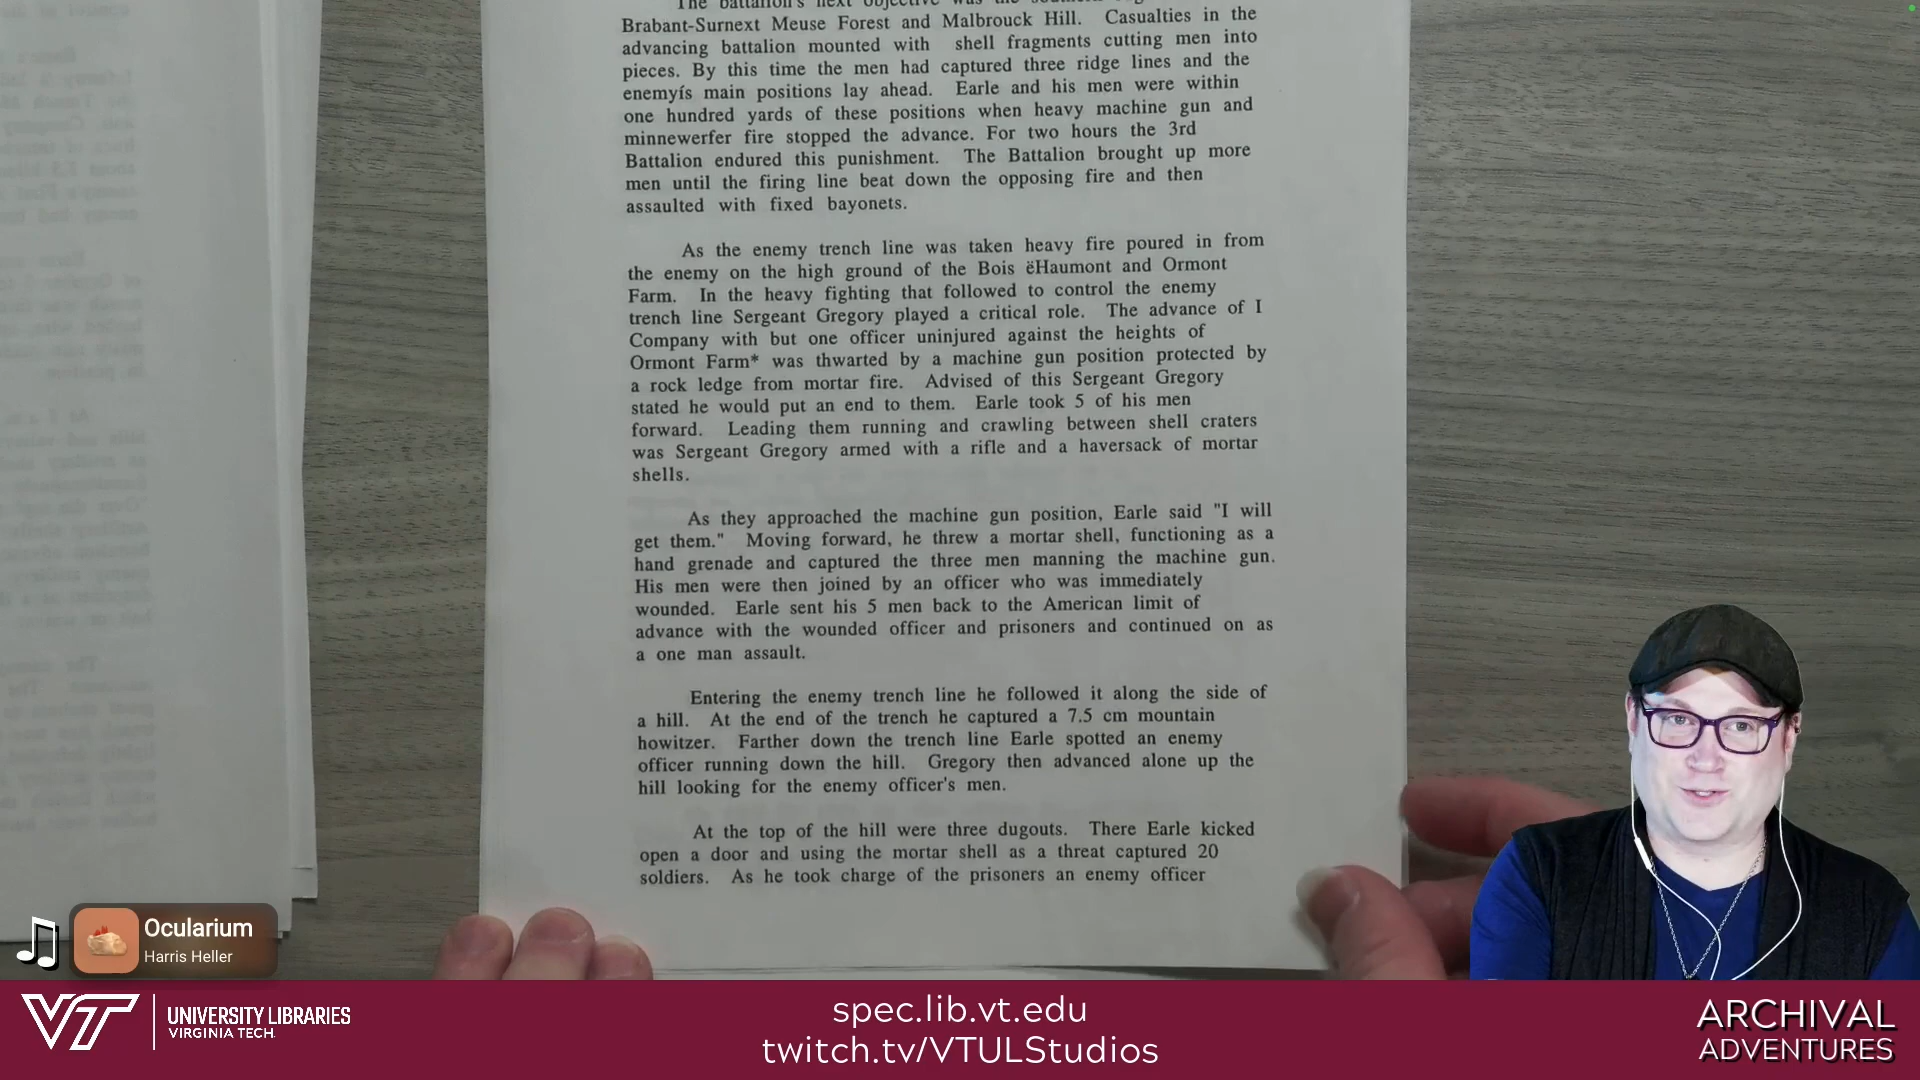 The battalion's next objective was the southern
Brabant-Surnext Meuse Forest and Malbrouck Hill. Casualties in the
advancing battalion mounted with shell fragments cutting men into
pieces. By this time the men had captured three ridge lines and the
enemyís main positions lay ahead. Earle and his men were within
one hundred yards of these positions when heavy machine gun and
minnewerfer fire stopped the advance. For two hours the 3rd
Battalion endured this punishment. The Battalion brought up more
men until the firing line beat down the opposing fire and then
assaulted with fixed bayonets.
As the enemy trench line was taken heavy fire poured in from
the enemy on the high ground of the Bois ëHaumont and Ormont
Farm. In the heavy fighting that followed to control the enemy
trench line Sergeant Gregory played a critical role. The advance of I
Company with but one officer uninjured against the heights of
Ormont Farm* was thwarted by a machine gun position protected by
a rock ledge from mortar fire. Advised of this Sergeant Gregory
stated he would put an end to them. Earle took 5 of his men
forward. Leading them running and crawling between shell craters
was Sergeant Gregory armed with a rifle and a haversack of mortar
shells.
As they approached the machine gun position, Earle said "I will
get them." Moving forward, he threw a mortar shell, functioning as a
hand grenade and captured the three men manning the machine gun.
His men were then joined by an officer who was immediately
wounded. Earle sent his 5 men back to the American limit of
advance with the wounded officer and prisoners and continued on as
a one man assault.
Entering the enemy trench line he followed it along the side of
a hill. At the end of the trench he captured a 7.5 cm mountain
howitzer. Farther down the trench line Earle spotted an enemy
officer running down the hill. Gregory then advanced alone up the
hill looking for the enemy officer's men.
At the top of the hill were three dugouts. There Earle kicked
open a door and using the mortar shell as a threat captured 20
soldiers. As he took charge of the prisoners an enemy officer
Ocularium
Harris Heller
VT
UNIVERSITY LIBRARIES
VIRGINIA TECH.
spec.lib.vt.edu
twitch.tv/VTULStudios
ARCHIVAL
ADVENTURES